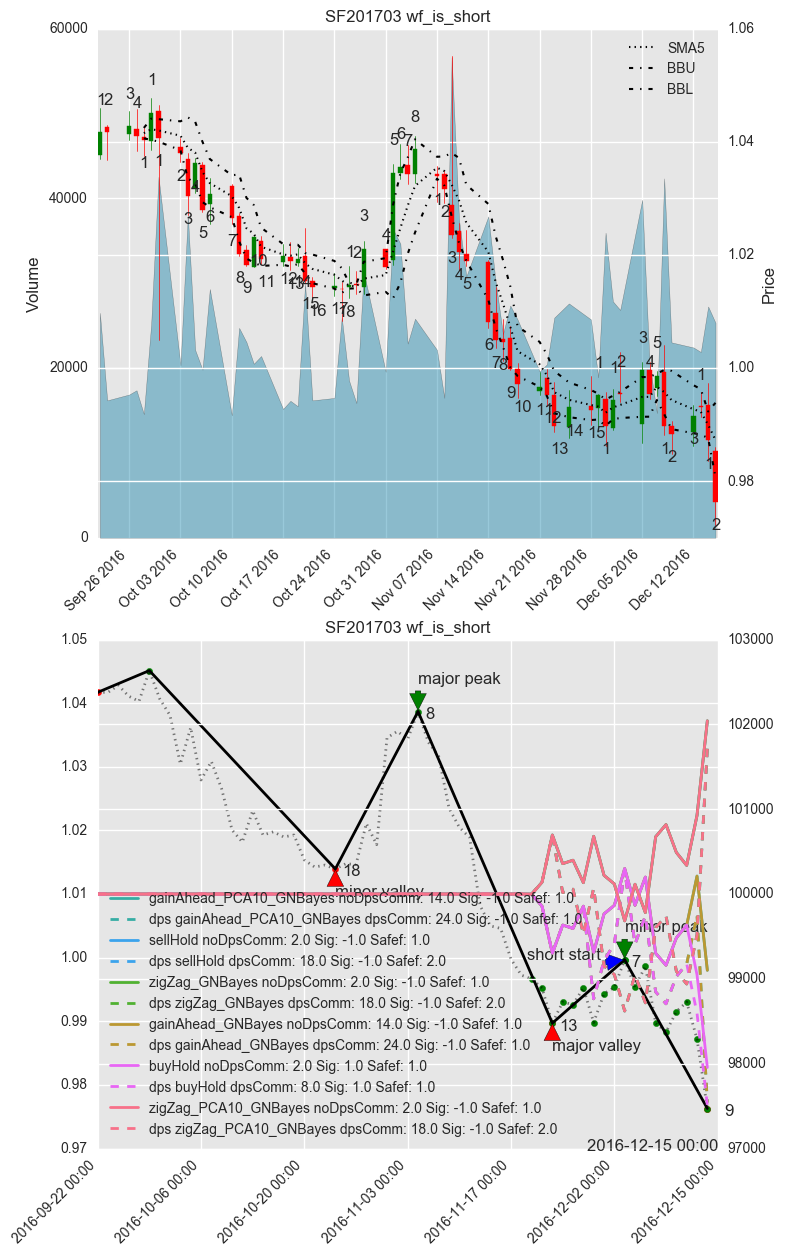 SF201703 wf_is_short
60000
1.06
SMA5
BBU
BBL
1.04
40000
1.02
Volume
Price
20000
1.00
0.98
0
Sep 26 2016
Oct 03 2016
Oct 10 2016
Oct 17 2016
Oct 24 2016
Oct 31 2016
Nov 07 2016
Nov 14 2016
Nov 21 2016
Nov 28 2016
Dec 05 2016
Dec 12 2016
SF201703 wf_is_short
1.05
103000
major peak
1.04
8
102000
1.03
1.02
101000
18
minor valley
1.01
100000
gainAhead_PCA10_GNBayes noDpsComm: 14.0 Sig: -1.0 Safef: 1.0
dps gainAhead_PCA10_GNBayes dpsComm: 24.0 Sig: -1.0 Safef: 1.0
minor peak
sellHold noDpsComm: 2.0 Sig: -1.0 Safef: 1.0
short start
1.00
7
dps sellHold dpsComm: 18.0 Sig: -1.0 Safef: 2.0
99000
zigZag_GNBayes noDpsComm: 2.0 Sig: -1.0 Safef: 1.0
dps zigZag_GNBayes dpsComm: 18.0 Sig: -1.0 Safef: 2.0
0.99
gainAhead_GNBayes noDpsComm: 14.0 Sig: -1.0 Safef: 1.0
13
dps gainAhead_GNBayes dpsComm: 24.0 Sig: -1.0 Safef: 1.0
major valley
buyHold noDpsComm: 2.0 Sig: 1.0 Safef: 1.0
98000
0.98
dps buyHold dpsComm: 8.0 Sig: 1.0 Safef: 1.0
zigZag_PCA10_GNBayes noDpsComm: 2.0 Sig: -1.0 Safef: 1.0
9
dps zigZag_PCA10_GNBayes dpsComm: 18.0 Sig: -1.0 Safef: 2.0
2016-12-15 00:00
0.97
97000
2016-09-22 00:00
2016-10-06 00:00
2016-10-20 00:00
2016-11-03 00:00
2016-11-17 00:00
2016-12-02 00:00
2016-12-15 00:00